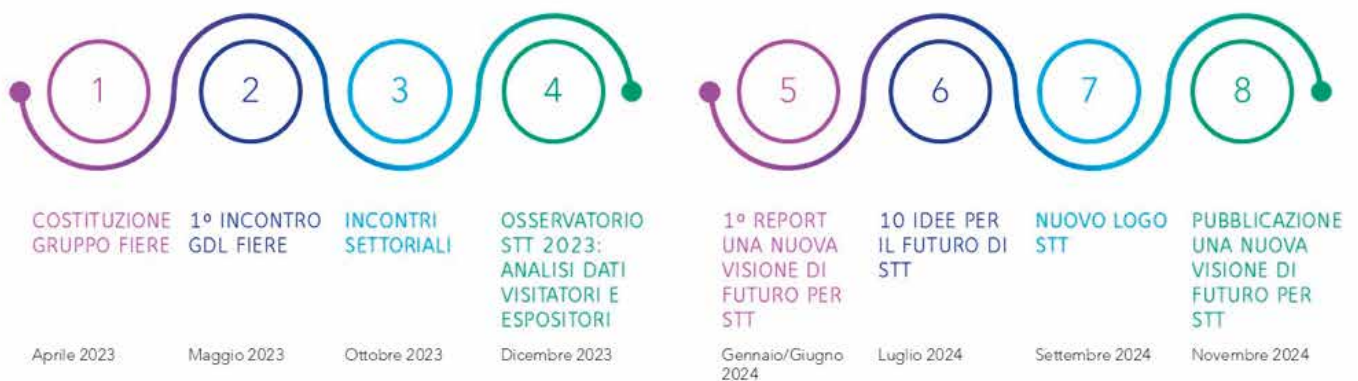 1
2
3
4
5
6
7
8
COSTITUZIONE
GRUPPO FIERE
1º INCONTRO
GDL FIERE
INCONTRI
SETTORIALI
OSSERVATORIO
STT 2023:
ANALISI DATI
VISITATORI E
ESPOSITORI
1º REPORT
UNA NUOVA
VISIONE DI
FUTURO PER
STT
10 IDEE PER
IL FUTURO DI
STT
NUOVO LOGO
STT
PUBBLICAZIONE
UNA NUOVA
VISIONE DI
FUTURO PER
STT
Aprile 2023
Maggio 2023
Ottobre 2023
Dicembre 2023
Gennaio/Giugno
2024
Luglio 2024
Settembre 2024
Novembre 2024